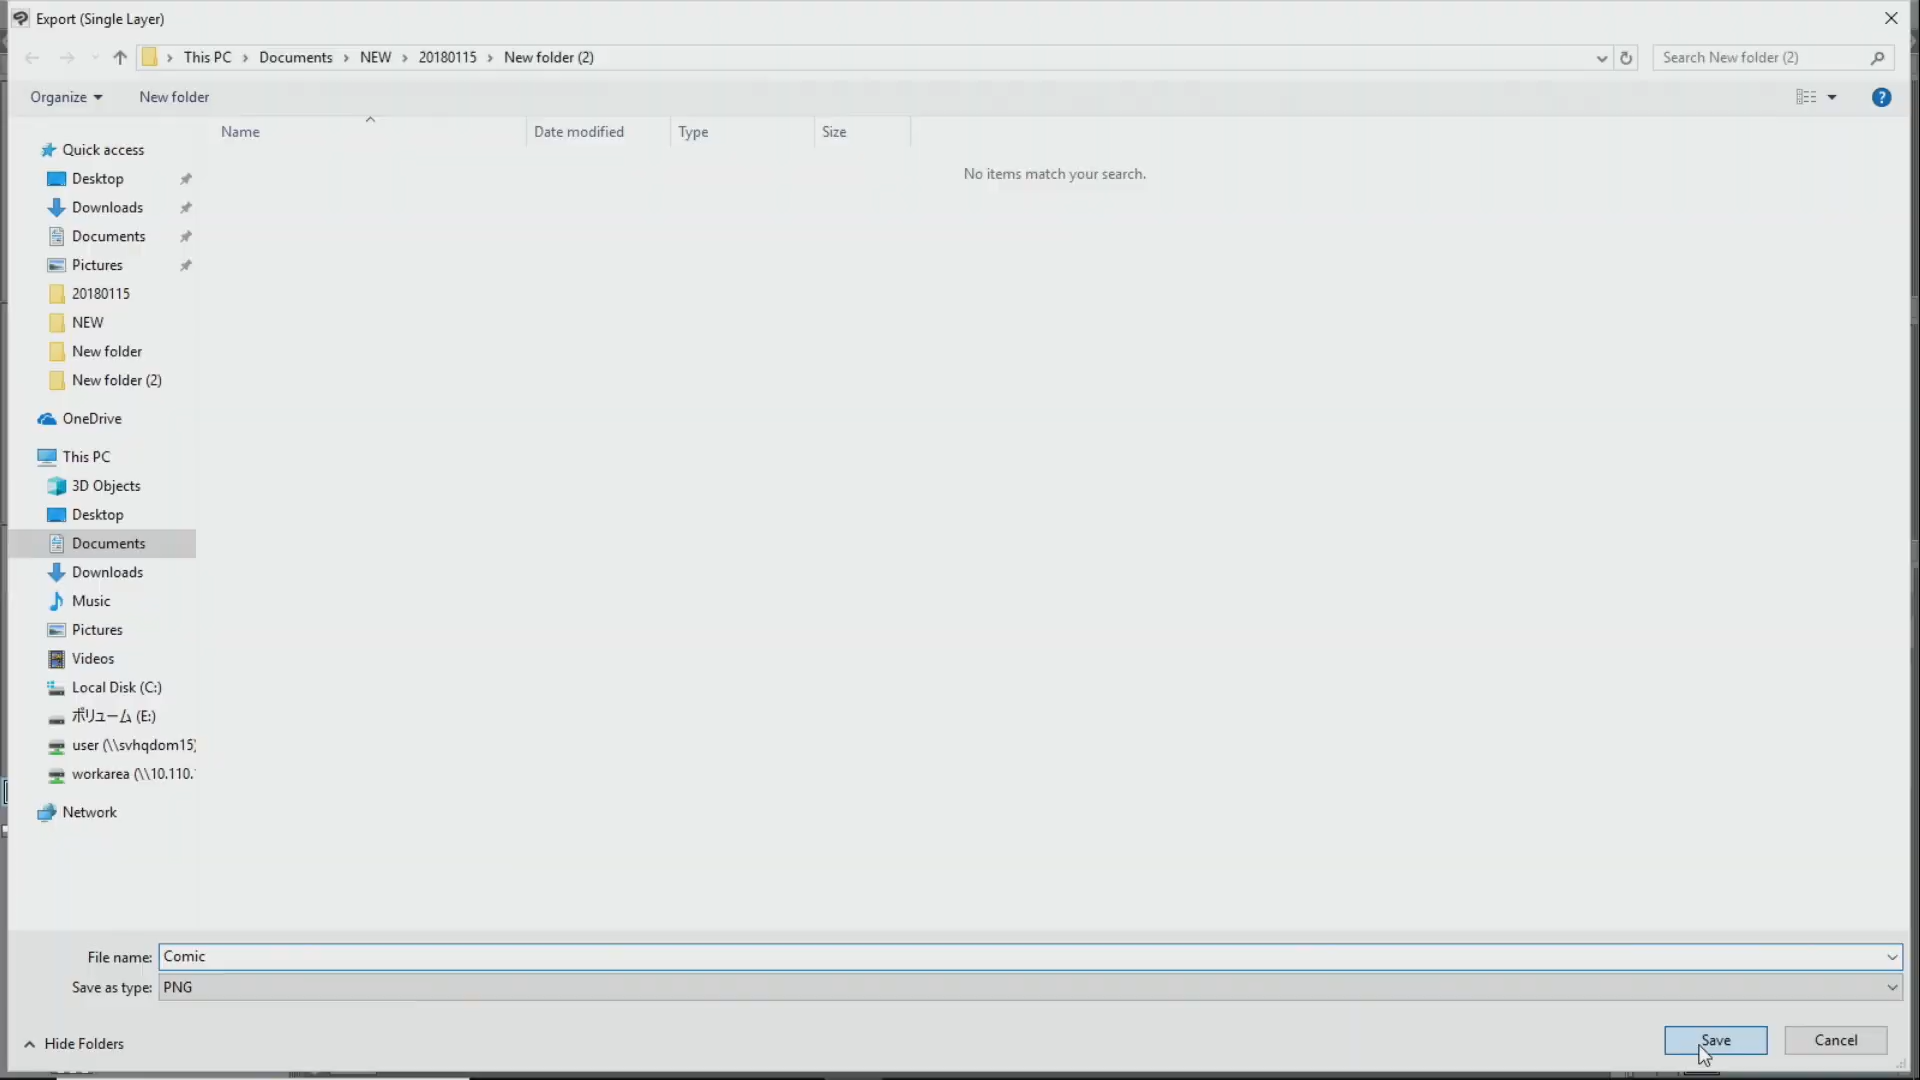 Export (Single Layer)
This PC > Documents > NEW > 20180115 > New folder (2)
Search New folder (2)
Organize
New folder
Name
Date modified
Type
Size
No items match your search.
Quick access
Desktop
Downloads
Documents
Pictures
20180115
NEW
New folder
New folder (2)
OneDrive
This PC
3D Objects
Desktop
Documents
Downloads
Music
Pictures
Videos
Local Disk (C:)
ボリューム (E:)
user (\\svhqdom15)
workarea (\\10.110.
Network
File name: Comic
Save as type: PNG
Hide Folders
Save
Cancel